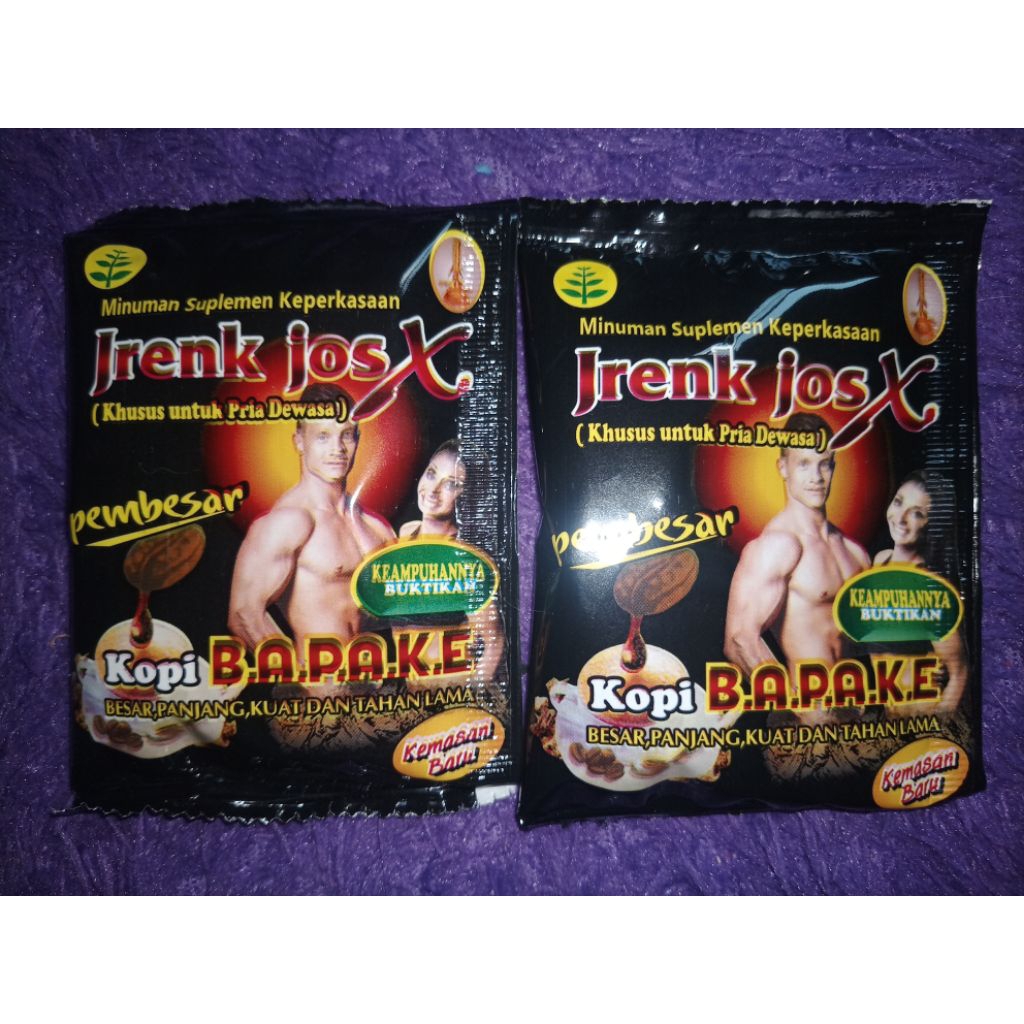 Minuman Suplemen Keperkasaan
Jrenk jos X
( Khusus untuk Pria Dewasa )
pembesar
KEAMPUHANNYA
BUKTIKAN
Kopi B.A.P.A.K.E
BESAR,PANJANG,KUAT DAN TAHAN LAMA
Kemasan
Baru
Minuman Suplemen Keperkasaan
Jrenk jos X
( Khusus untuk Pria Dewasa )
pembesar
KEAMPUHANNYA
BUKTIKAN
Kopi B.A.P.A.K.E
BESAR,PANJANG,KUAT DAN TAHAN LAMA
Kemasan
Baru